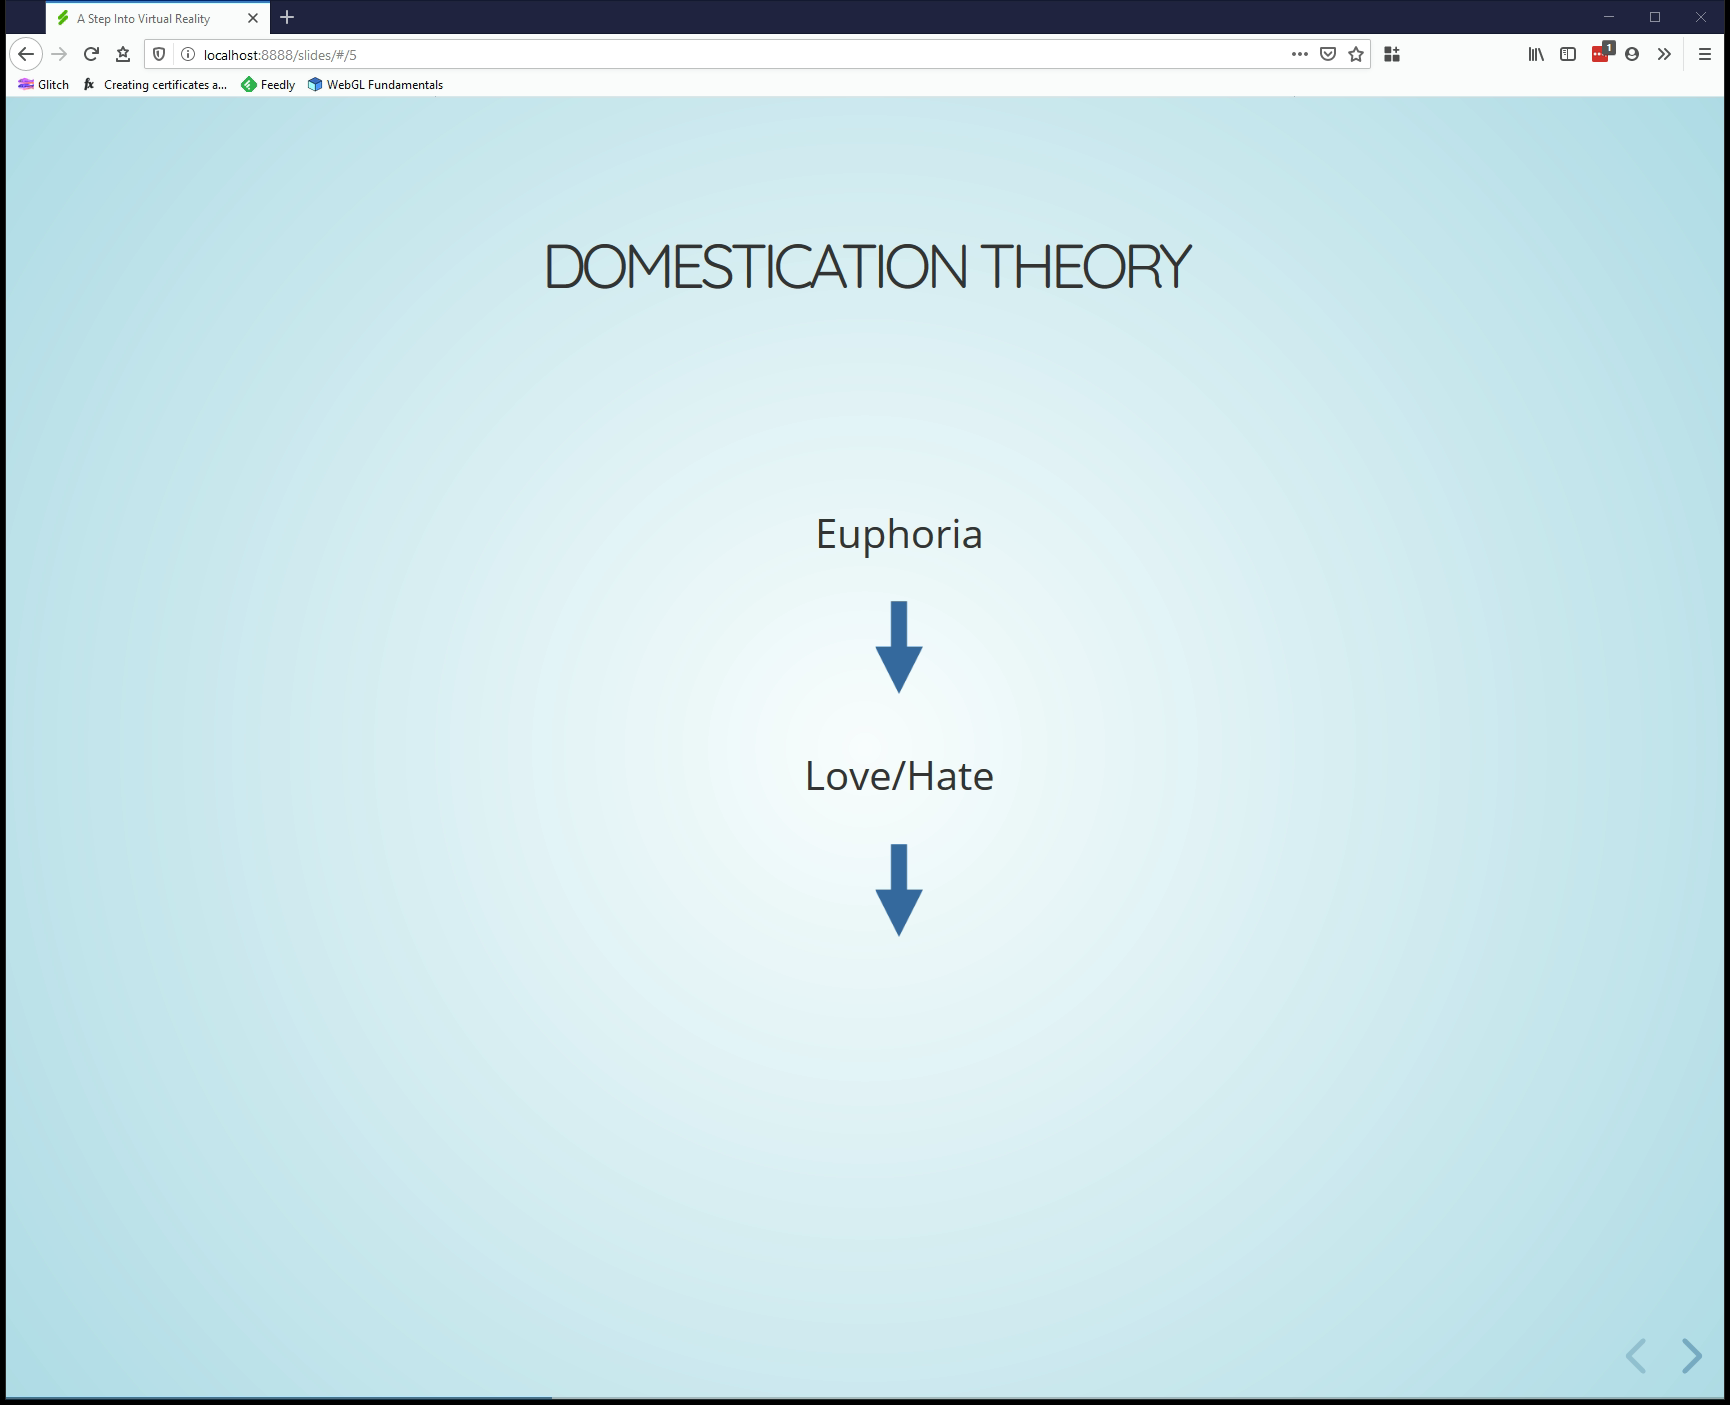 A Step Into Virtual Reality
localhost:8888/slides/#/5
1
Glitch
fx Creating certificates a...
Feedly
WebGL Fundamentals
DOMESTICATION THEORY
Euphoria
Love/Hate